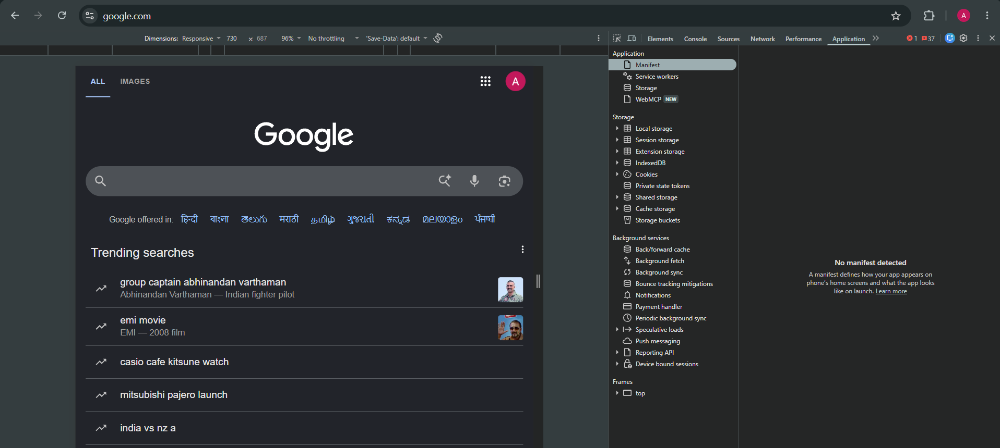 google.com
Dimensions: Responsive 730 × 687 96% No throttling 'Save-Data': default
Elements Console Sources Network Performance Application 1 37
ALL IMAGES
A
Google
Google offered in: हिन्दी বাংলা తెలుగు मराठी தமிழ் ગુજરાતી ಕನ್ನಡ മലയാളം ਪੰਜਾਬੀ
Trending searches
group captain abhinandan varthaman
Abhinandan Varthaman — Indian fighter pilot
emi movie
EMI — 2008 film
casio cafe kitsune watch
mitsubishi pajero launch
india vs nz a
Application
Manifest
Service workers
Storage
WebMCP NEW
Storage
Local storage
Session storage
Extension storage
IndexedDB
Cookies
Private state tokens
Shared storage
Cache storage
Storage buckets
Background services
Back/forward cache
Background fetch
Background sync
Bounce tracking mitigations
Notifications
Payment handler
Periodic background sync
Speculative loads
Push messaging
Reporting API
Device bound sessions
Frames
top
No manifest detected
A manifest defines how your app appears on
phone's home screens and what the app looks
like on launch. Learn more
A